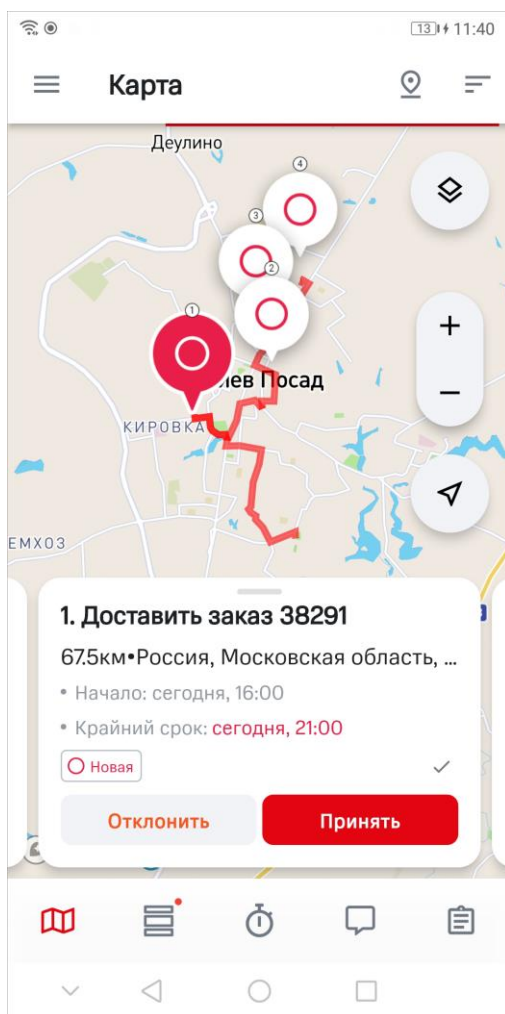 13 11:40
Карта
Деулино
4
3
2
1
лев Посад
КИРОВКА
ЕМХОЗ
1. Доставить заказ 38291
67.5км•Россия, Московская область, ...
• Начало: сегодня, 16:00
• Крайний срок: сегодня, 21:00
Новая
Отклонить Принять